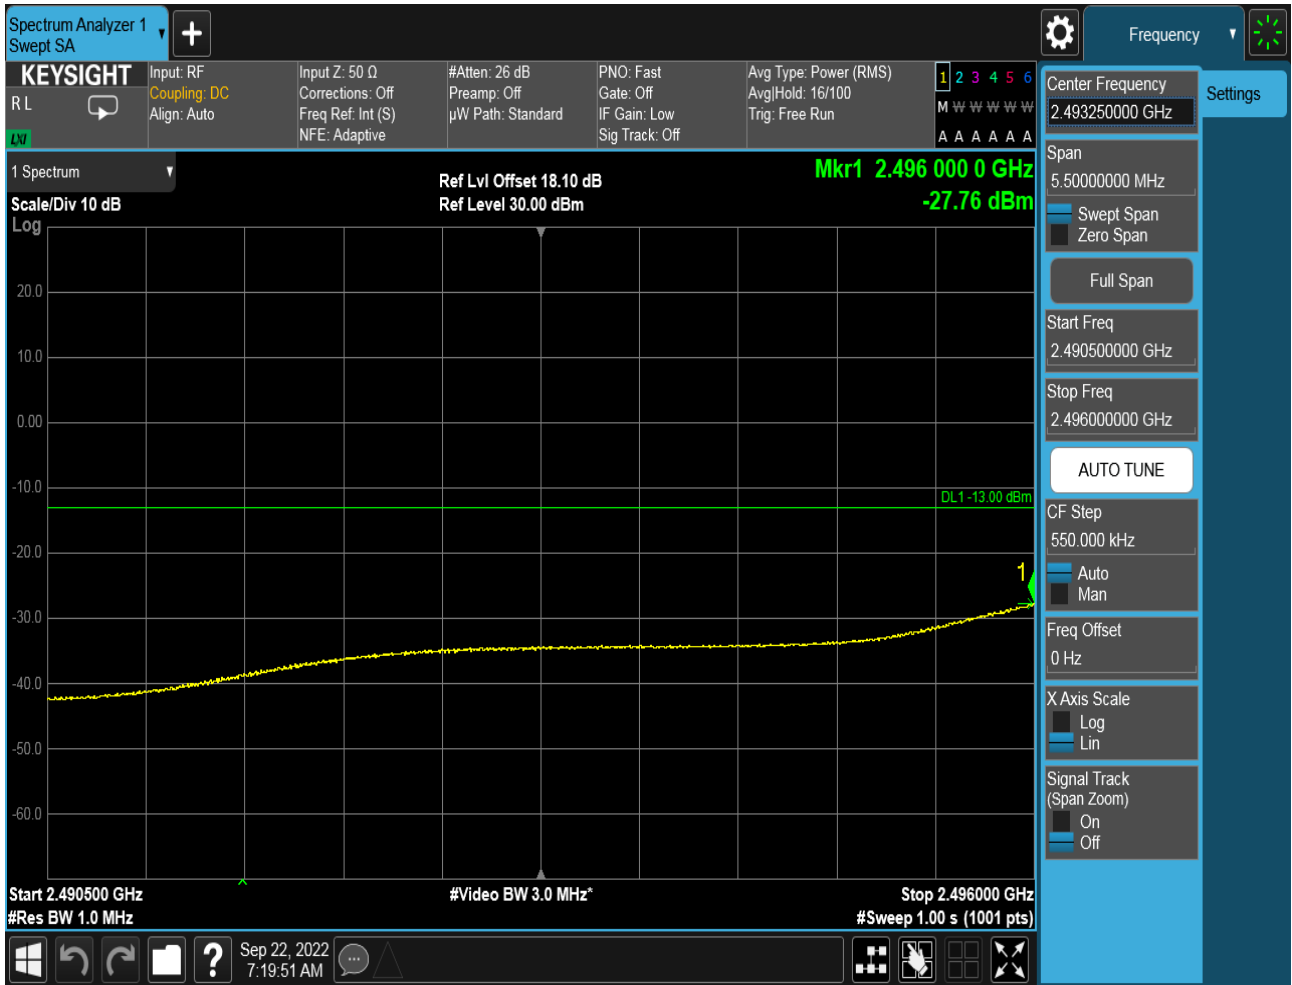 Spectrum Analyzer 1
Swept SA
Frequency
KEYSIGHT
R L
LXI
Input: RF
Coupling: DC
Align: Auto
Input Z: 50 Ω
Corrections: Off
Freq Ref: Int (S)
NFE: Adaptive
#Atten: 26 dB
Preamp: Off
µW Path: Standard
PNO: Fast
Gate: Off
IF Gain: Low
Sig Track: Off
Avg Type: Power (RMS)
Avg|Hold: 16/100
Trig: Free Run
1 2 3 4 5 6
M W W W W W
A A A A A A
1 Spectrum
Scale/Div 10 dB
Log
Ref Lvl Offset 18.10 dB
Ref Level 30.00 dBm
Mkr1 2.496 000 0 GHz
-27.76 dBm
20.0
10.0
0.00
-10.0
DL1 -13.00 dBm
-20.0
1
-30.0
-40.0
-50.0
-60.0
Start 2.490500 GHz
#Res BW 1.0 MHz
#Video BW 3.0 MHz*
Stop 2.496000 GHz
#Sweep 1.00 s (1001 pts)
?
Sep 22, 2022
7:19:51 AM
Center Frequency
2.493250000 GHz
Settings
Span
5.50000000 MHz
Swept Span
Zero Span
Full Span
Start Freq
2.490500000 GHz
Stop Freq
2.496000000 GHz
AUTO TUNE
CF Step
550.000 kHz
Auto
Man
Freq Offset
0 Hz
X Axis Scale
Log
Lin
Signal Track
(Span Zoom)
On
Off